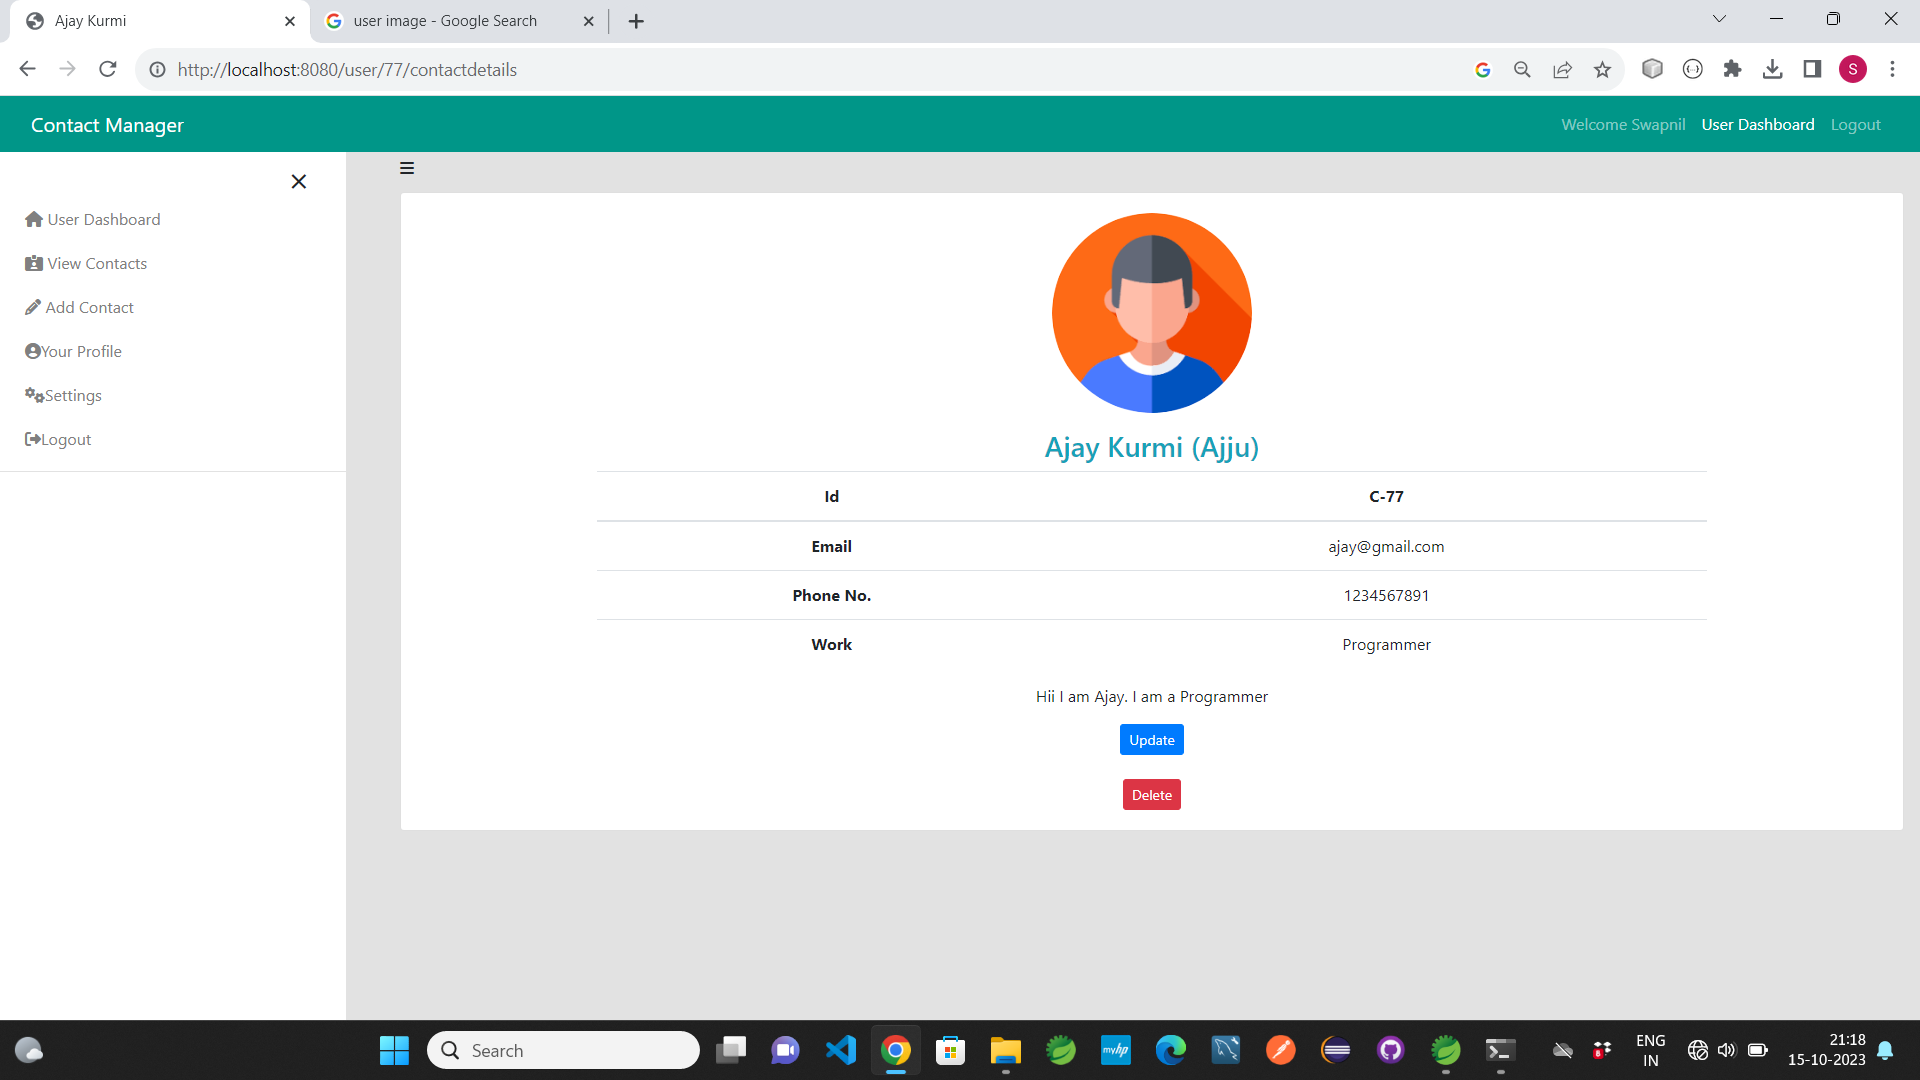 Ajay Kurmi
user image - Google Search
http://localhost:8080/user/77/contactdetails
S
Contact Manager
Welcome Swapnil
User Dashboard
Logout
User Dashboard
View Contacts
Add Contact
Your Profile
Settings
Logout
Ajay Kurmi (Ajju)
Id C-77
Email ajay@gmail.com
Phone No. 1234567891
Work Programmer
Hii I am Ajay. I am a Programmer
Update
Delete
Search
myhp
8
ENG
IN
21:18
15-10-2023